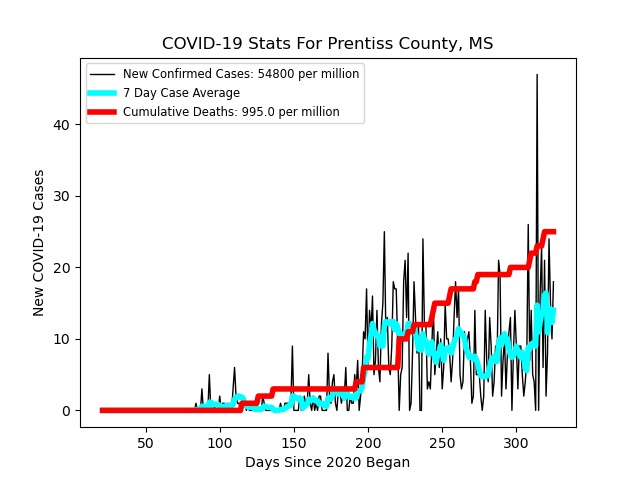 COVID-19 Stats For Prentiss County, MS
New Confirmed Cases: 54800 per million
7 Day Case Average
Cumulative Deaths: 995.0 per million
New COVID-19 Cases
40
30
20
10
0
50 100 150 200 250 300
Days Since 2020 Began